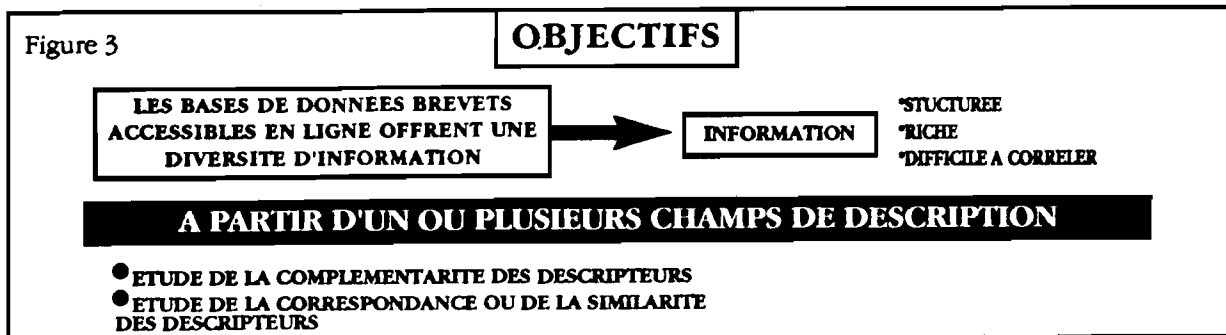 Figure 3
OBJECTIFS
LES BASES DE DONNÉES BREVETS
ACCESSIBLES EN LIGNE OFFRENT UNE
DIVERSITE D'INFORMATION
INFORMATION
*STUCTUREE
*RICHE
*DIFFICILE A CORRELER
A PARTIR D'UN OU PLUSIEURS CHAMPS DE DESCRIPTION
●ETUDE DE LA COMPLEMENTARITE DES DESCRIPTEURS
●ETUDE DE LA CORRESPONDANCE OU DE LA SIMILARITE
DES DESCRIPTEURS